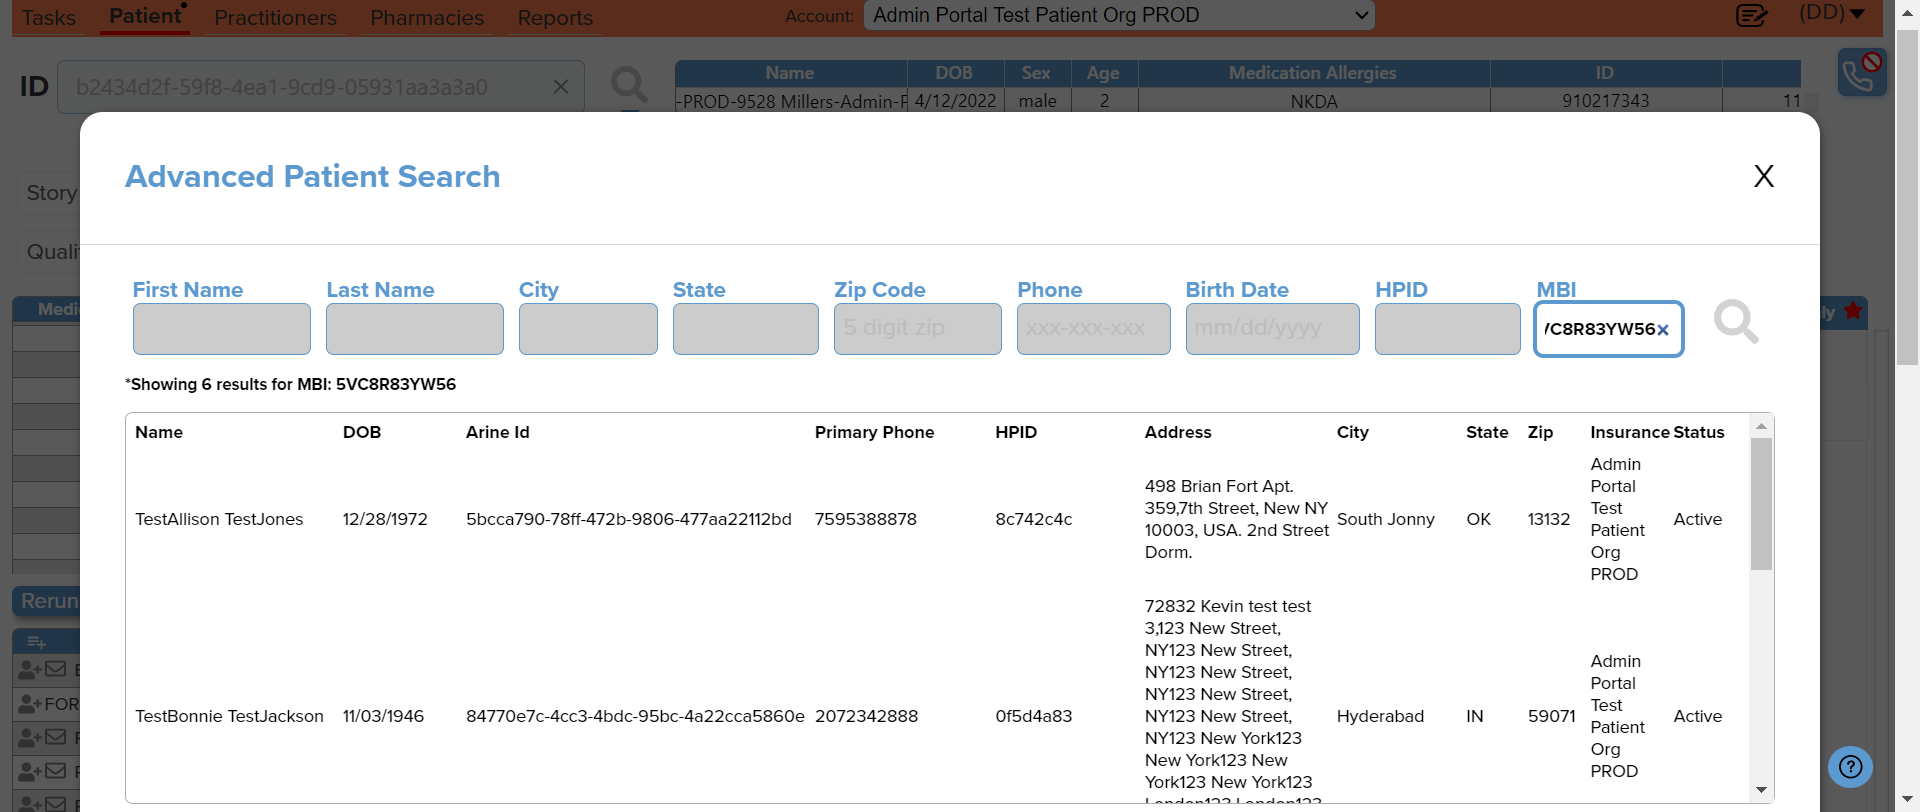 Tasks
Patient
Practitioners
Pharmacies
Reports
Account:
Admin Portal Test Patient Org PROD
(DD)
ID
b2434d2f-59f8-4ea1-9cd9-05931aa3a3a0
Name DOB Sex Age Medication Allergies ID
-PROD-9528 Millers-Admin-F 4/12/2022 male 2 NKDA 910217343 11
Story
Quali
Medic
ly
Rerun
FOR
Advanced Patient Search
X
First Name Last Name City State Zip Code Phone Birth Date HPID MBI
5 digit zip xxx-xxx-xxx mm/dd/yyyy VC8R83YW56
*Showing 6 results for MBI: 5VC8R83YW56
Name DOB Arine Id Primary Phone HPID Address City State Zip Insurance Status
TestAllison TestJones 12/28/1972 5bcca790-78ff-472b-9806-477aa22112bd 7595388878 8c742c4c
498 Brian Fort Apt.
359,7th Street, New NY
10003, USA. 2nd Street
Dorm.
South Jonny OK 13132
Admin
Portal
Test
Patient
Org
PROD
Active
TestBonnie TestJackson 11/03/1946 84770e7c-4cc3-4bdc-95bc-4a22cca5860e 2072342888 0f5d4a83
72832 Kevin test test
3,123 New Street,
NY123 New Street,
NY123 New Street,
NY123 New Street,
NY123 New Street,
NY123 New York123
New York123 New
York123 New York123
London123 London123
Hyderabad IN 59071
Admin
Portal
Test
Patient
Org
PROD
Active